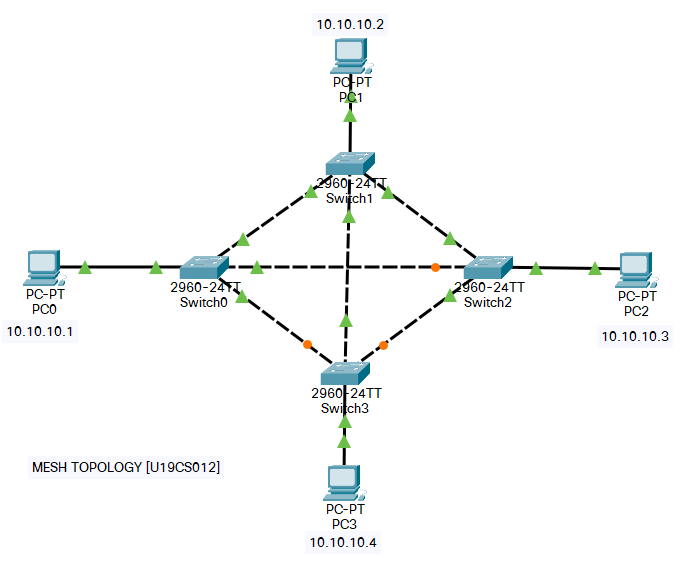 10.10.10.2
PC-PT
PC1
2960-24TT
Switch1
PC-PT
PC0
10.10.10.1
2960-24TT
Switch0
2960-24TT
Switch2
PC-PT
PC2
10.10.10.3
2960-24TT
Switch3
MESH TOPOLOGY [U19CS012]
PC-PT
PC3
10.10.10.4